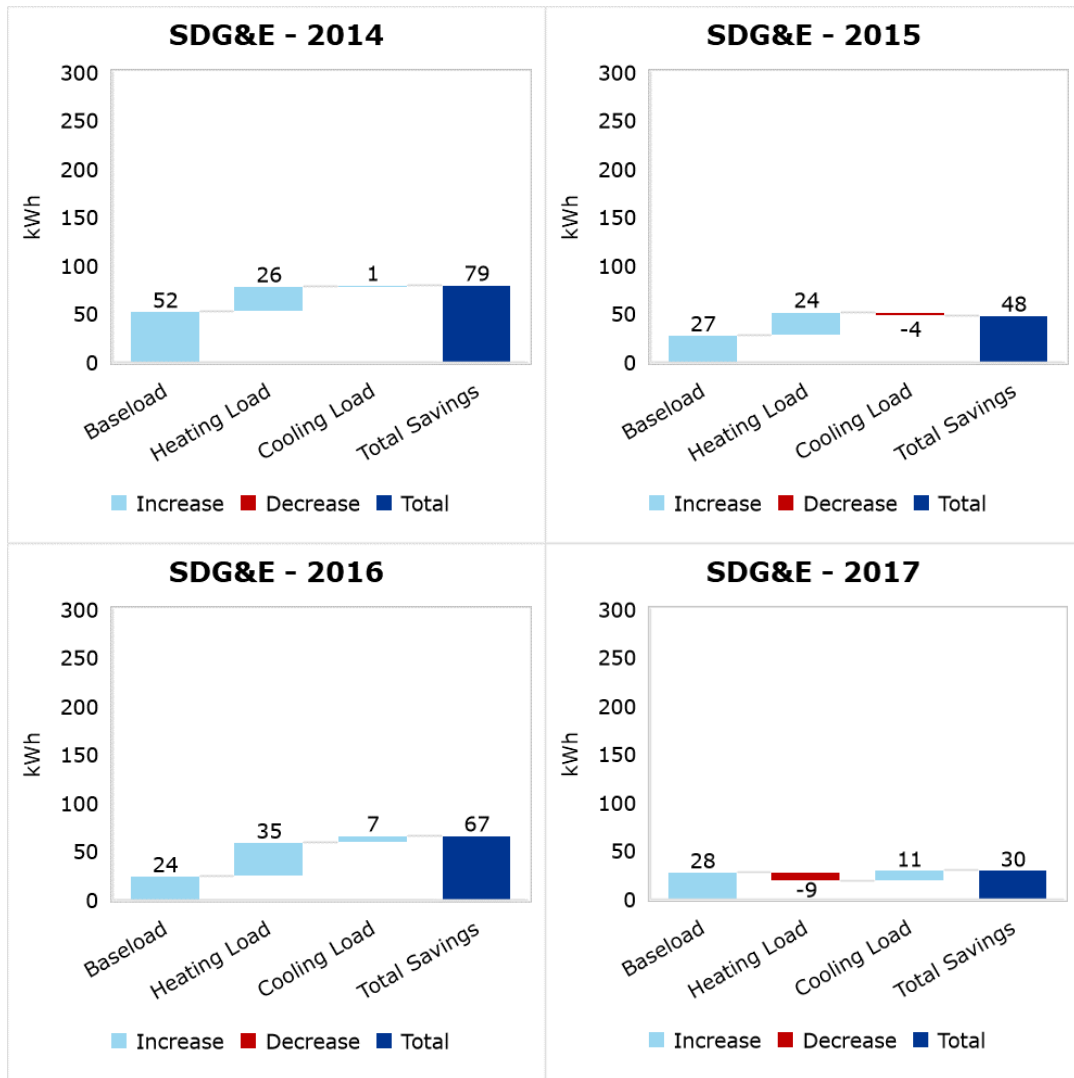 SDG&E - 2014
300
250
200
150
100
50
0
kWh
52
26
1
79
Baseload
Heating Load
Cooling Load
Total Savings
Increase Decrease Total
SDG&E - 2015
300
250
200
150
100
50
0
kWh
27
24
-4
48
Baseload
Heating Load
Cooling Load
Total Savings
Increase Decrease Total
SDG&E - 2016
300
250
200
150
100
50
0
kWh
24
35
7
67
Baseload
Heating Load
Cooling Load
Total Savings
Increase Decrease Total
SDG&E - 2017
300
250
200
150
100
50
0
kWh
28
-9
11
30
Baseload
Heating Load
Cooling Load
Total Savings
Increase Decrease Total